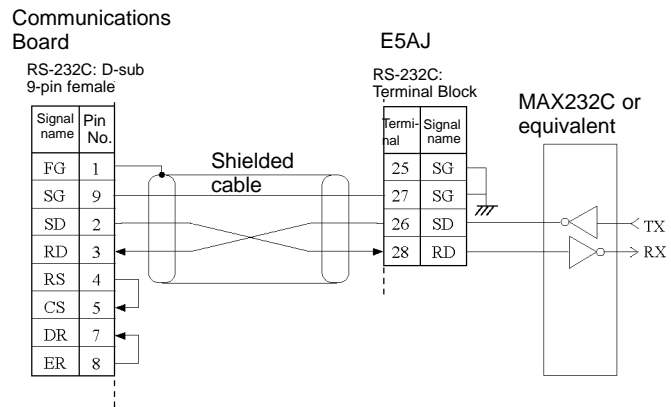 Communications
Board
RS-232C: D-sub
9-pin female
Signal
name
Pin
No.
FG 1
SG 9
SD 2
RD 3
RS 4
CS 5
DR 7
ER 8
Shielded
cable
E5AJ
RS-232C:
Terminal Block
Termi-
nal
Signal
name
25 SG
27 SG
26 SD
28 RD
MAX232C or
equivalent
TX
RX